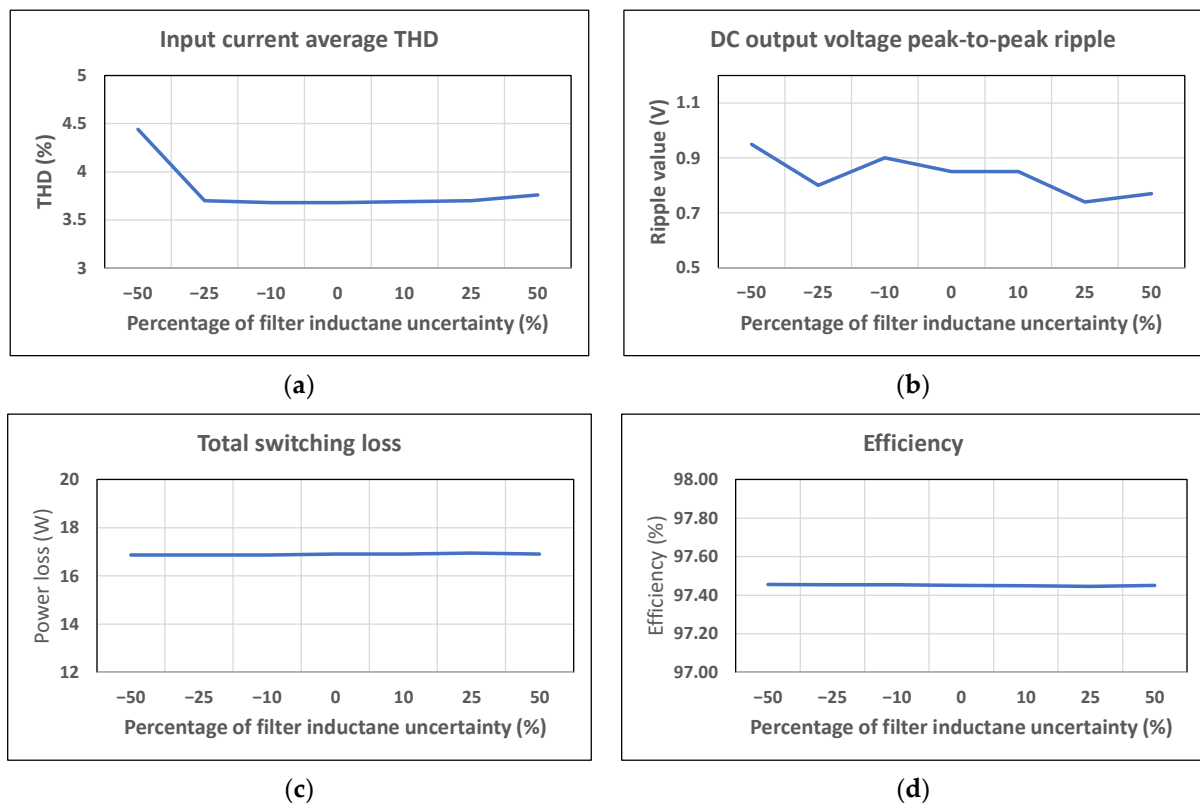 Input current average THD
THD (%)
5
4.5
4
3.5
3
−50 −25 −10 0 10 25 50
Percentage of filter inductane uncertainty (%)
(a)
DC output voltage peak-to-peak ripple
Ripple value (V)
1.1
0.9
0.7
0.5
−50 −25 −10 0 10 25 50
Percentage of filter inductane uncertainty (%)
(b)
Total switching loss
Power loss (W)
20
18
16
14
12
−50 −25 −10 0 10 25 50
Percentage of filter inductane uncertainty (%)
(c)
Efficiency
Efficiency (%)
98.00
97.80
97.60
97.40
97.20
97.00
−50 −25 −10 0 10 25 50
Percentage of filter inductane uncertainty (%)
(d)